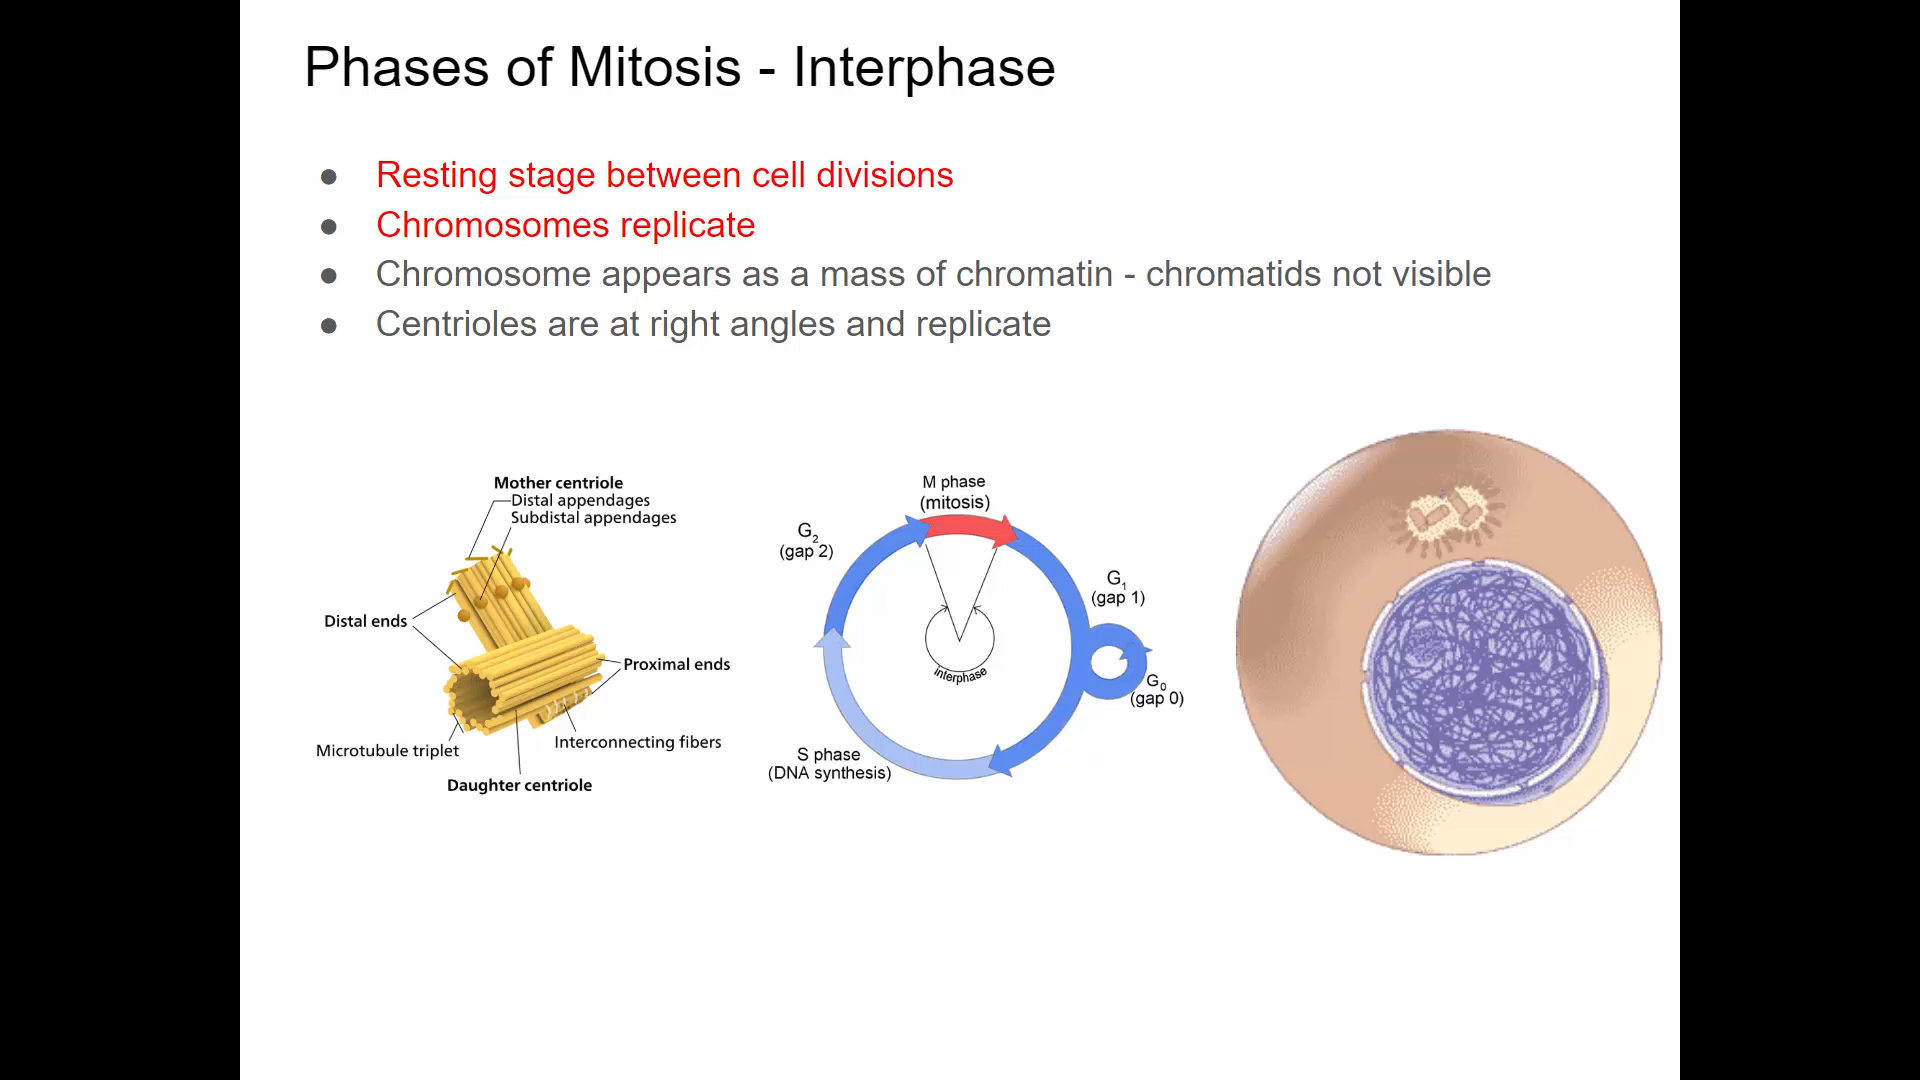 Phases of Mitosis - Interphase
● Resting stage between cell divisions
● Chromosomes replicate
● Chromosome appears as a mass of chromatin - chromatids not visible
● Centrioles are at right angles and replicate
Mother centriole
Distal appendages
Subdistal appendages
Distal ends
Proximal ends
Microtubule triplet
Interconnecting fibers
Daughter centriole
M phase
(mitosis)
G₂
(gap 2)
G₁
(gap 1)
Interphase
G₀
(gap 0)
S phase
(DNA synthesis)